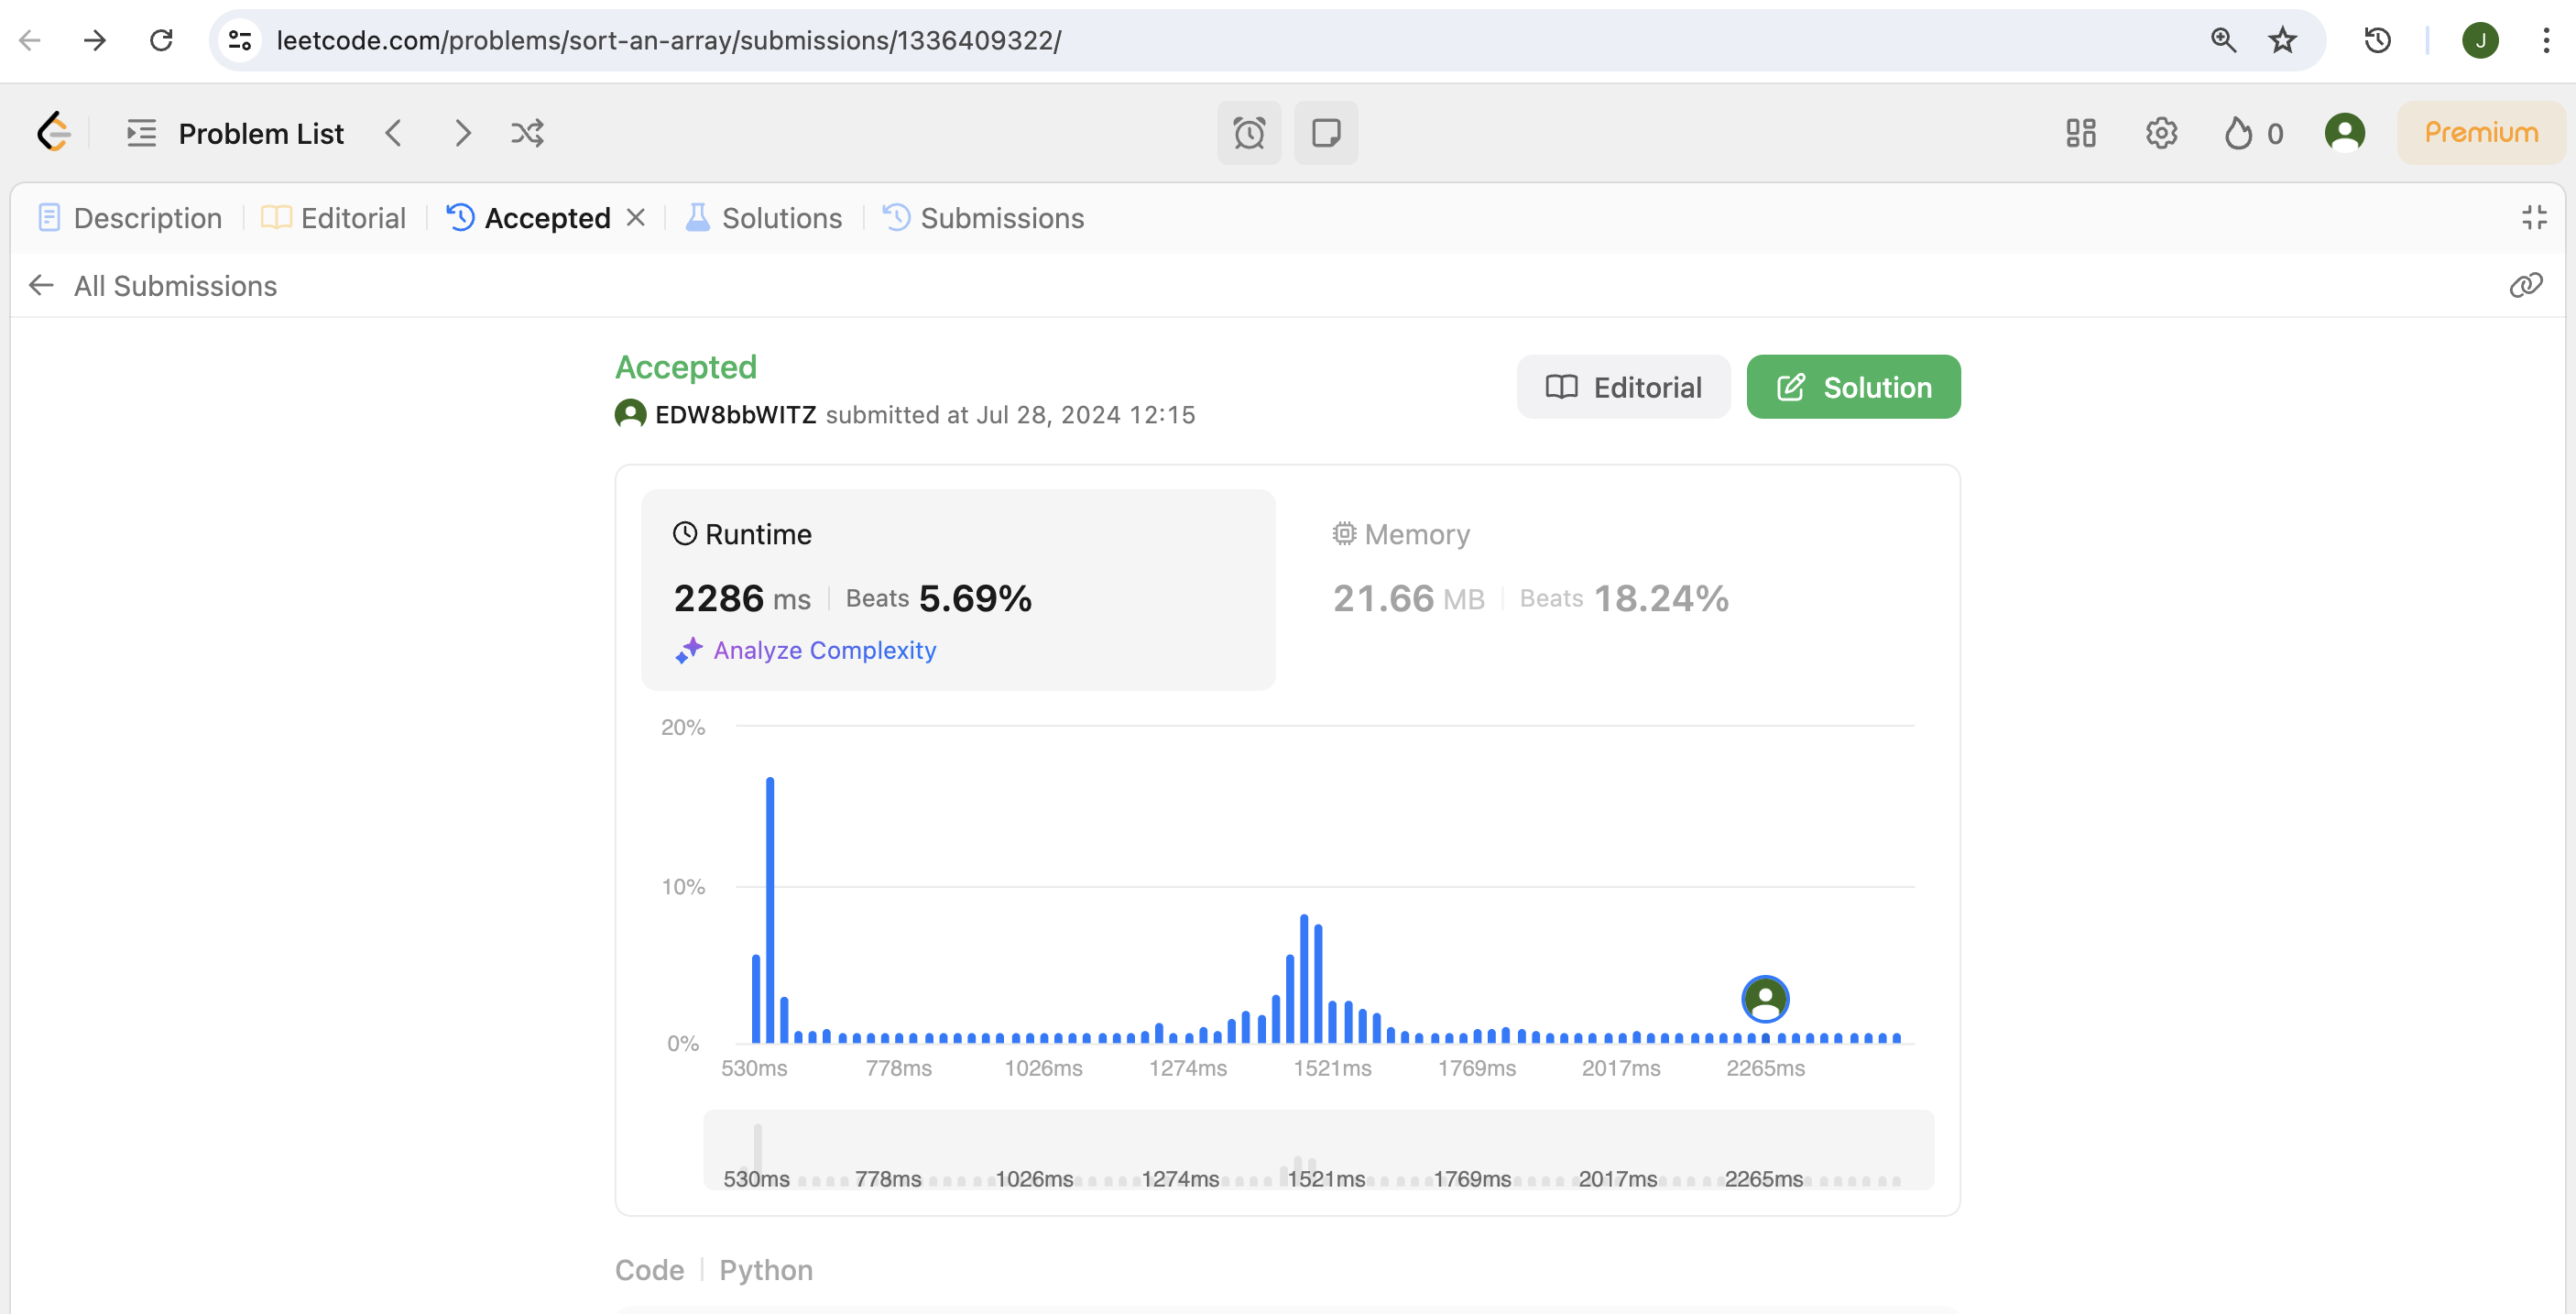 leetcode.com/problems/sort-an-array/submissions/1336409322/
J
Problem List
0
Premium
Description
Editorial
Accepted
Solutions
Submissions
All Submissions
Accepted
EDW8bbWITZ submitted at Jul 28, 2024 12:15
Editorial
Solution
Runtime
2286 ms
Beats 5.69%
Analyze Complexity
Memory
21.66 MB
Beats 18.24%
20%
10%
0%
530ms 778ms 1026ms 1274ms 1521ms 1769ms 2017ms 2265ms
530ms 778ms 1026ms 1274ms 1521ms 1769ms 2017ms 2265ms
Code
Python